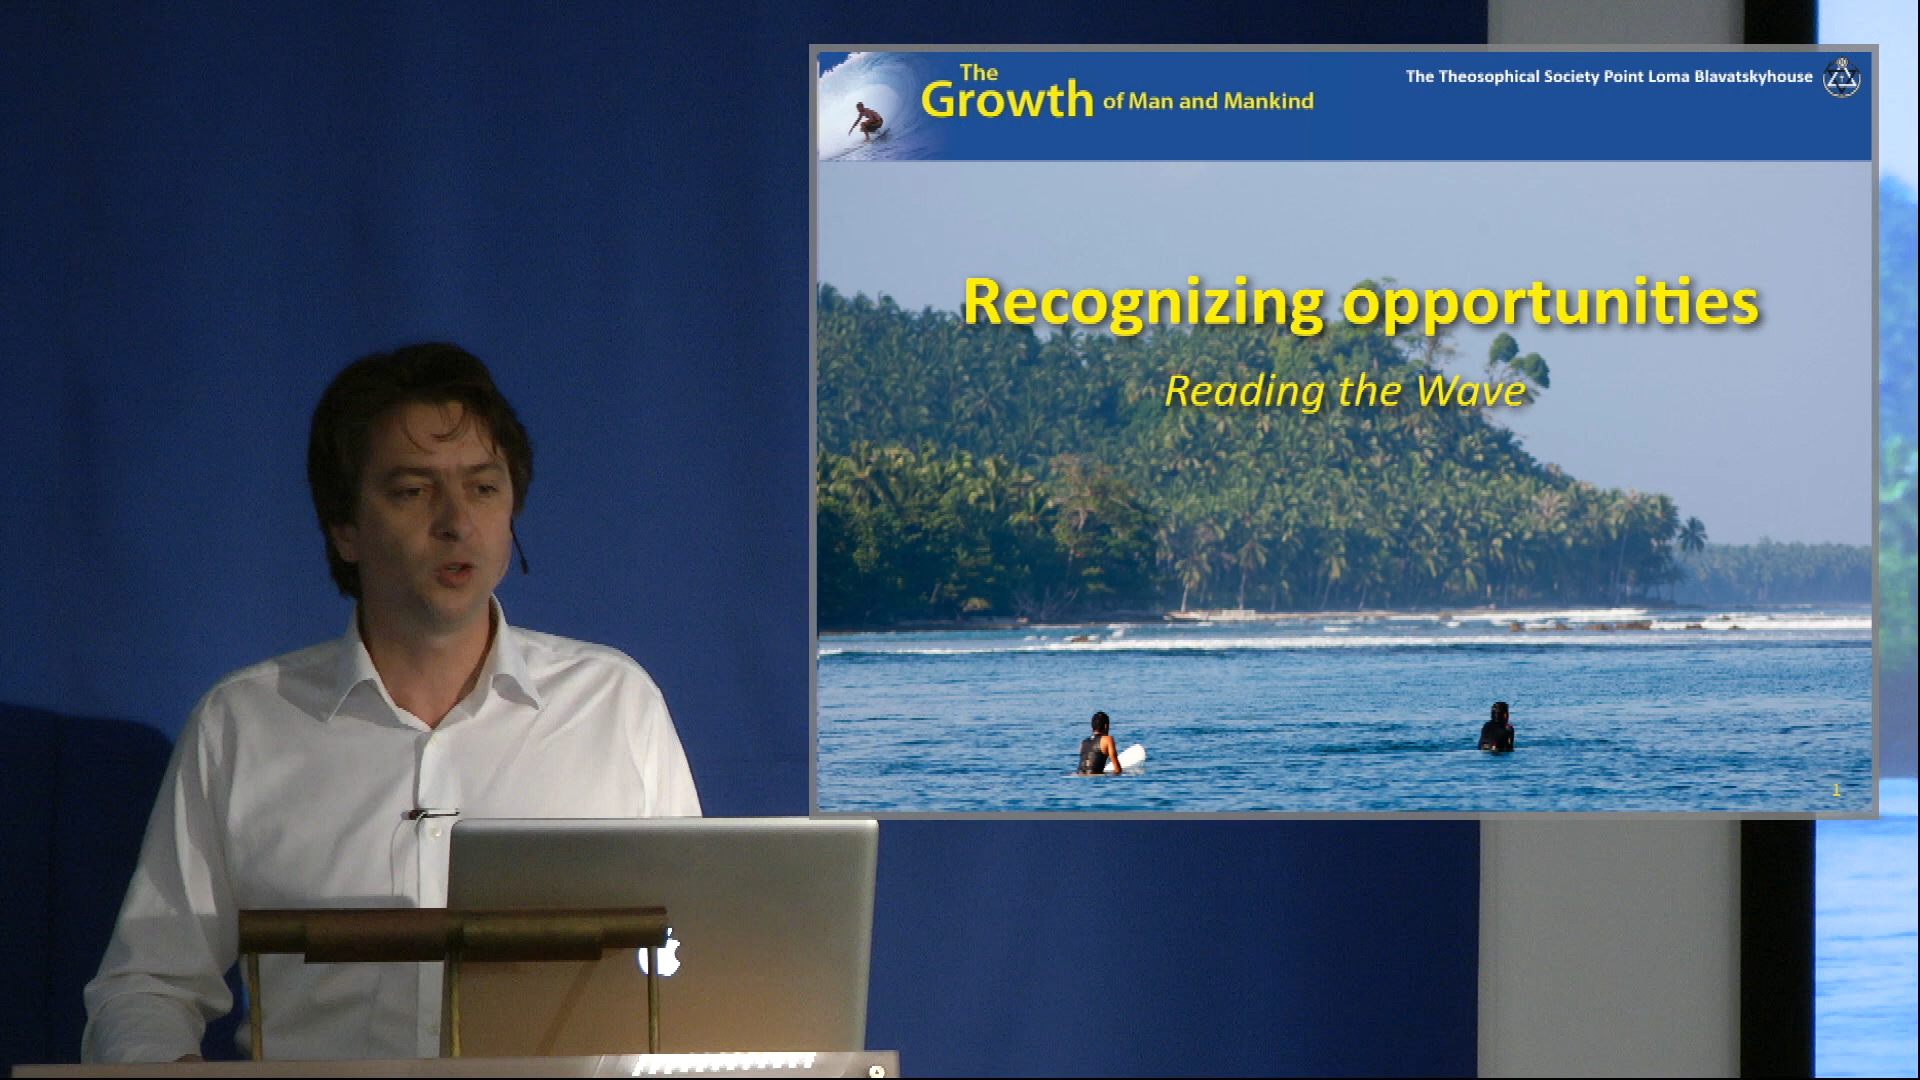 The
Growth of Man and Mankind
The Theosophical Society Point Loma Blavatskyhouse
Recognizing opportunities
Reading the Wave
1